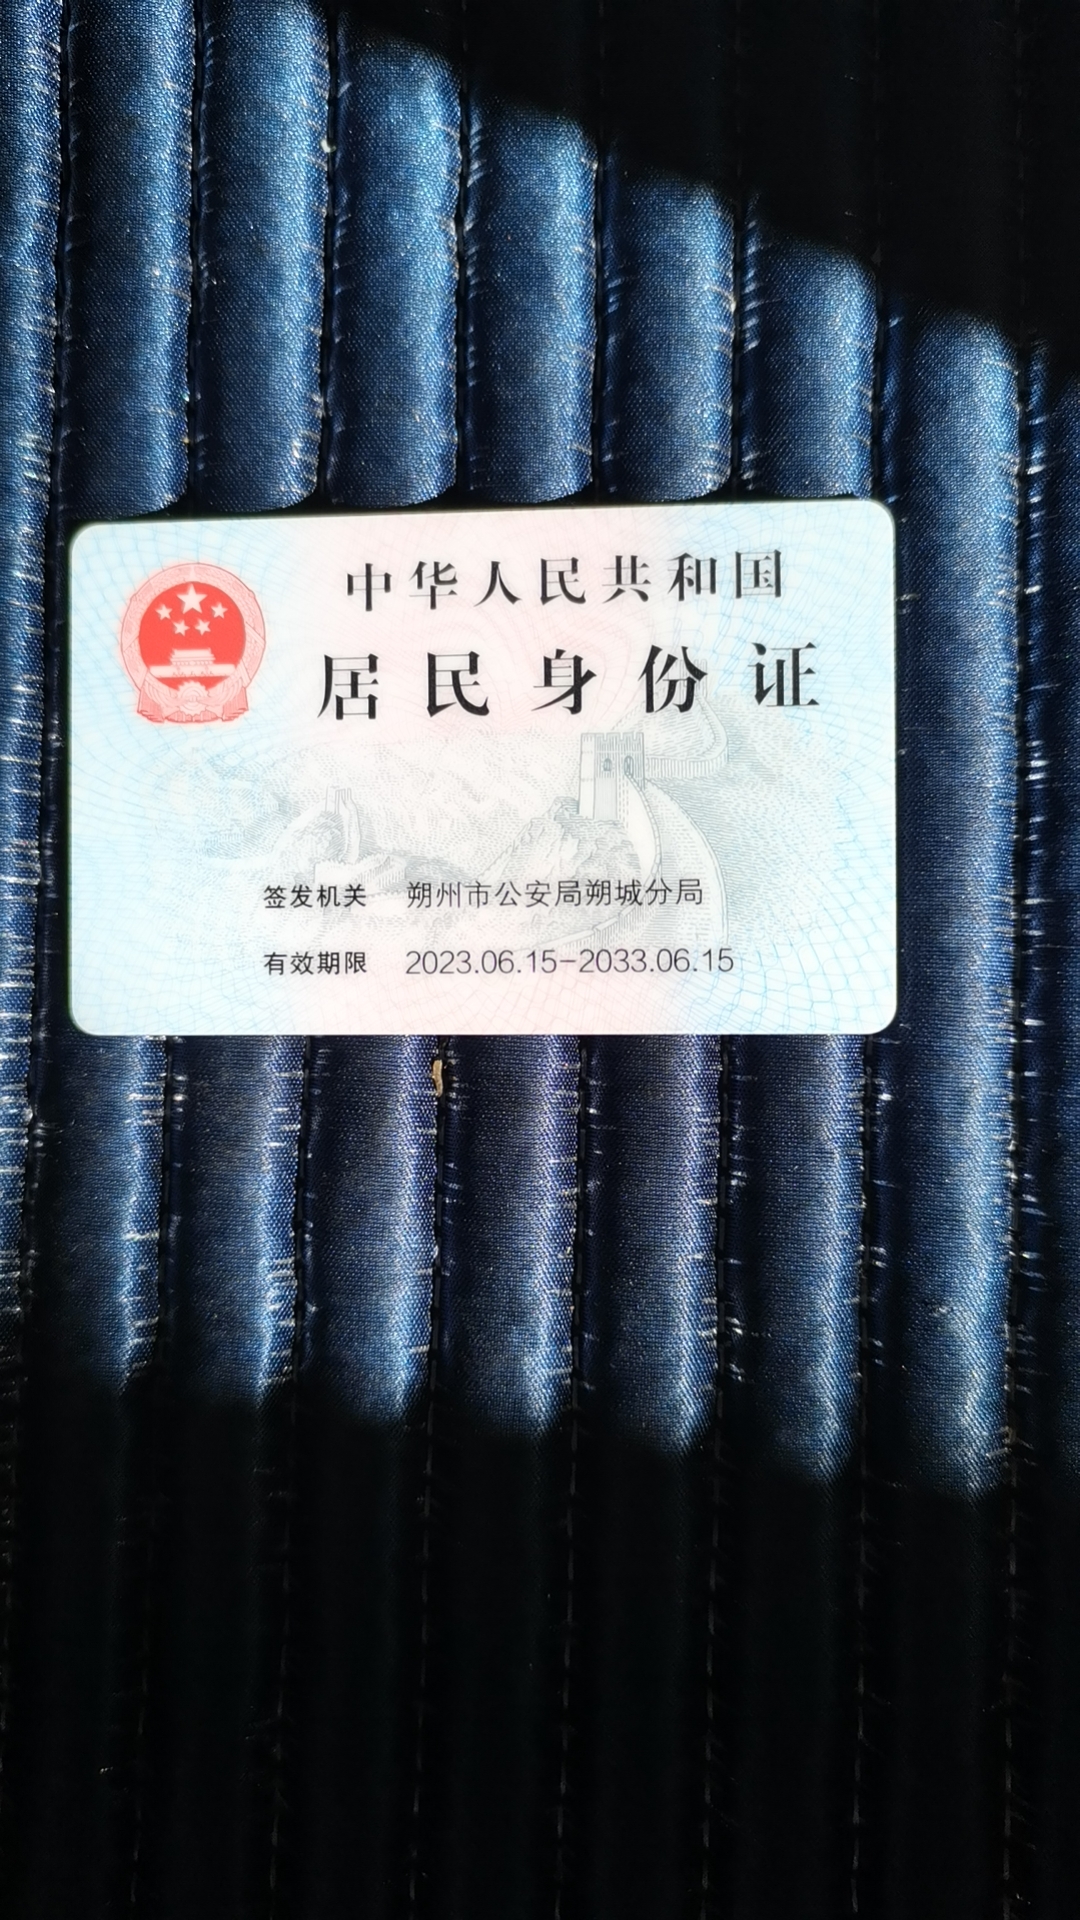 中华人民共和国
居民身份证
签发机关 朔州市公安局朔城分局
有效期限 2023.06.15-2033.06.15